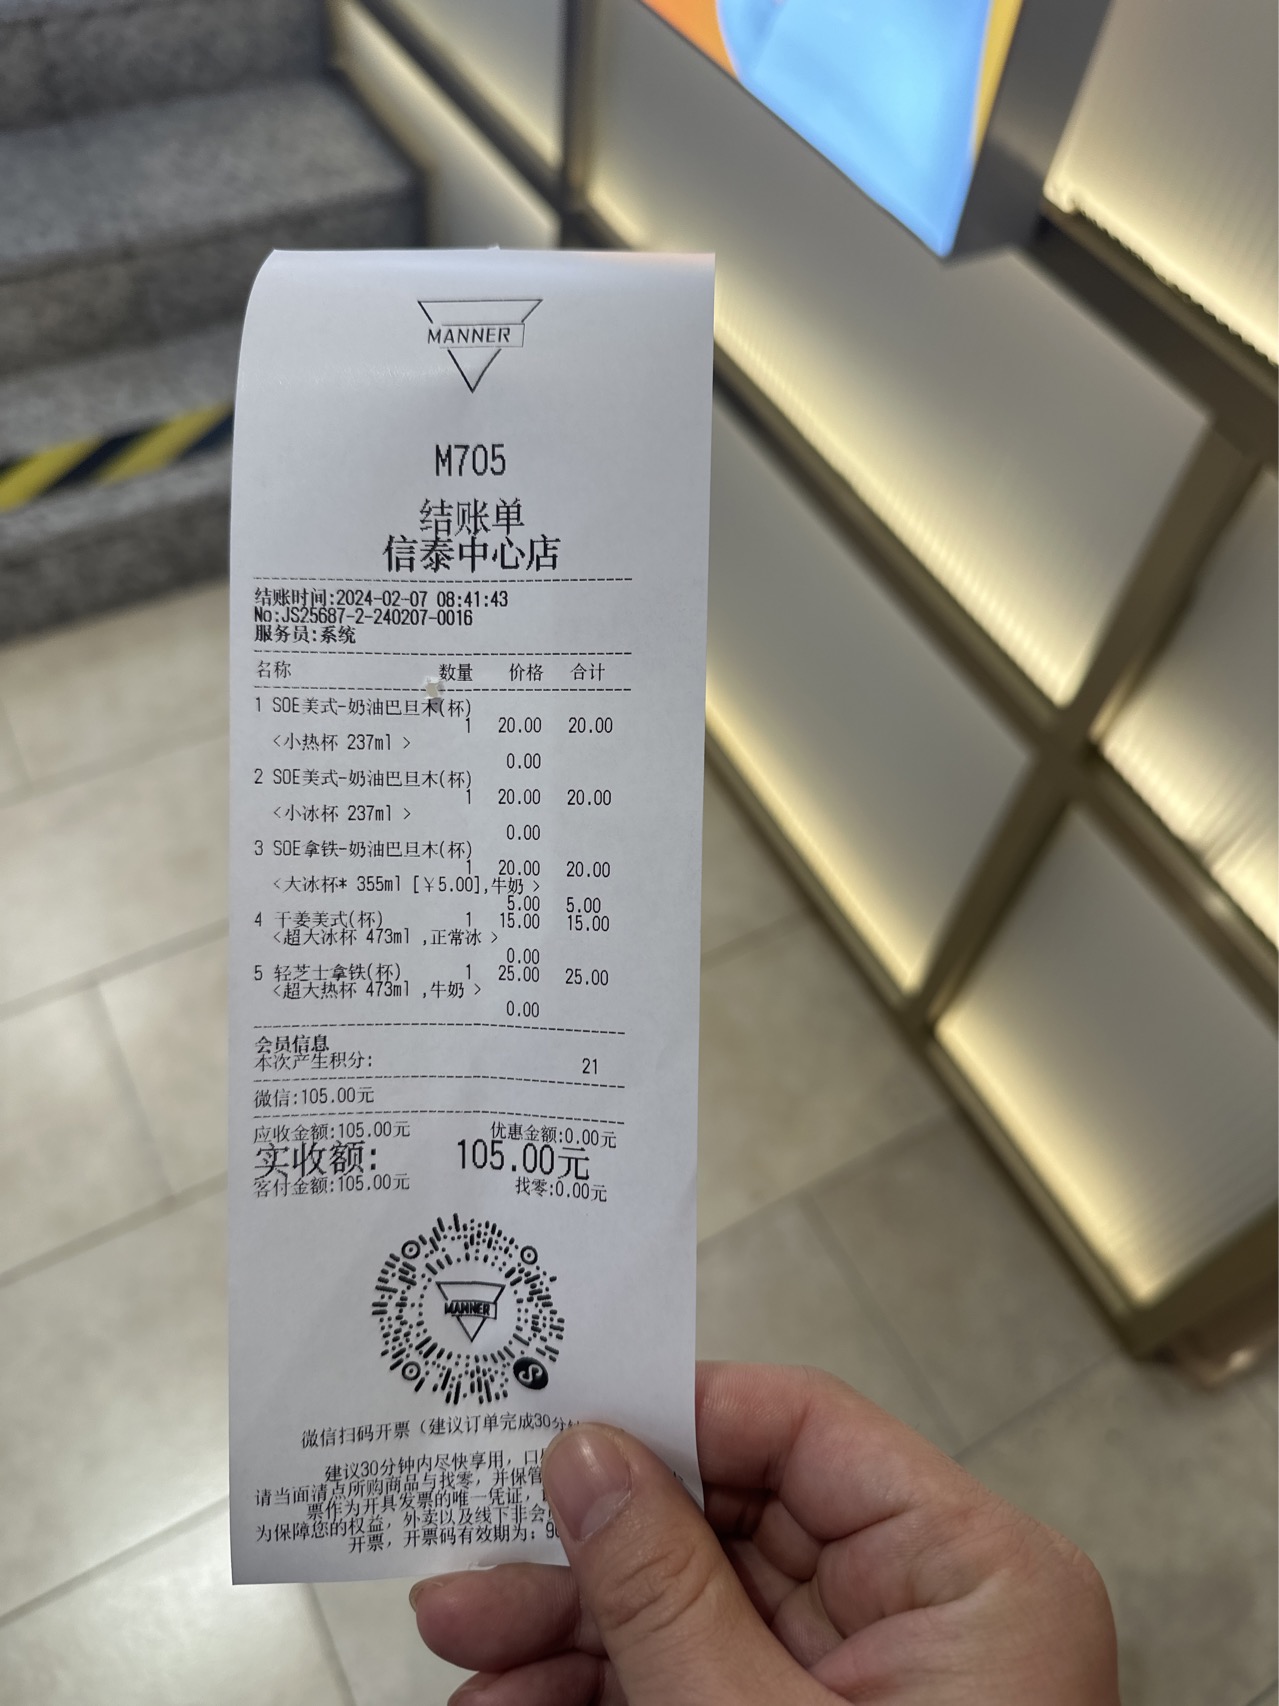 MANNER
M705
结账单
信泰中心店
结账时间:2024-02-07 08:41:43
No:JS25687-2-240207-0016
服务员:系统
名称 数量 价格 合计
1 SOE美式-奶油巴旦木(杯)
1 20.00 20.00
<小热杯 237ml >
0.00
2 SOE美式-奶油巴旦木(杯)
1 20.00 20.00
<小冰杯 237ml >
0.00
3 SOE拿铁-奶油巴旦木(杯)
1 20.00 20.00
<大冰杯* 355ml [￥5.00],牛奶 >
5.00 5.00
4 干姜美式(杯) 1 15.00 15.00
<超大冰杯 473ml ,正常冰 >
0.00
5 轻芝士拿铁(杯) 1 25.00 25.00
<超大热杯 473ml ,牛奶 >
0.00
会员信息
本次产生积分: 21
微信:105.00元
应收金额:105.00元 优惠金额:0.00元
实收额: 105.00元
客付金额:105.00元 找零:0.00元
MANNER
微信扫码开票（建议订单完成30分
建议30分钟内尽快享用，
请当面清点所购商品与找零，并保管
票作为开具发票的唯一凭证，
为保障您的权益，外卖以及线下非会
开票，开票码有效期为：